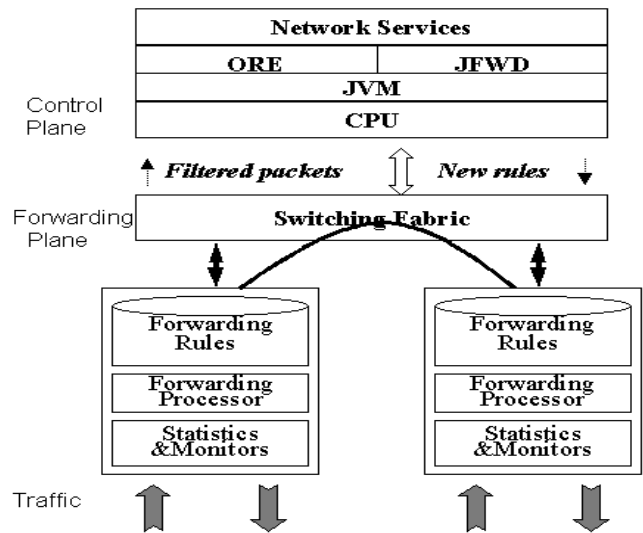 Network Services
ORE JFWD
JVM
CPU
Control
Plane
Filtered packets New rules
Forwarding
Plane
Switching Fabric
Forwarding
Rules
Forwarding
Processor
Statistics
&Monitors
Forwarding
Rules
Forwarding
Processor
Statistics
&Monitors
Traffic